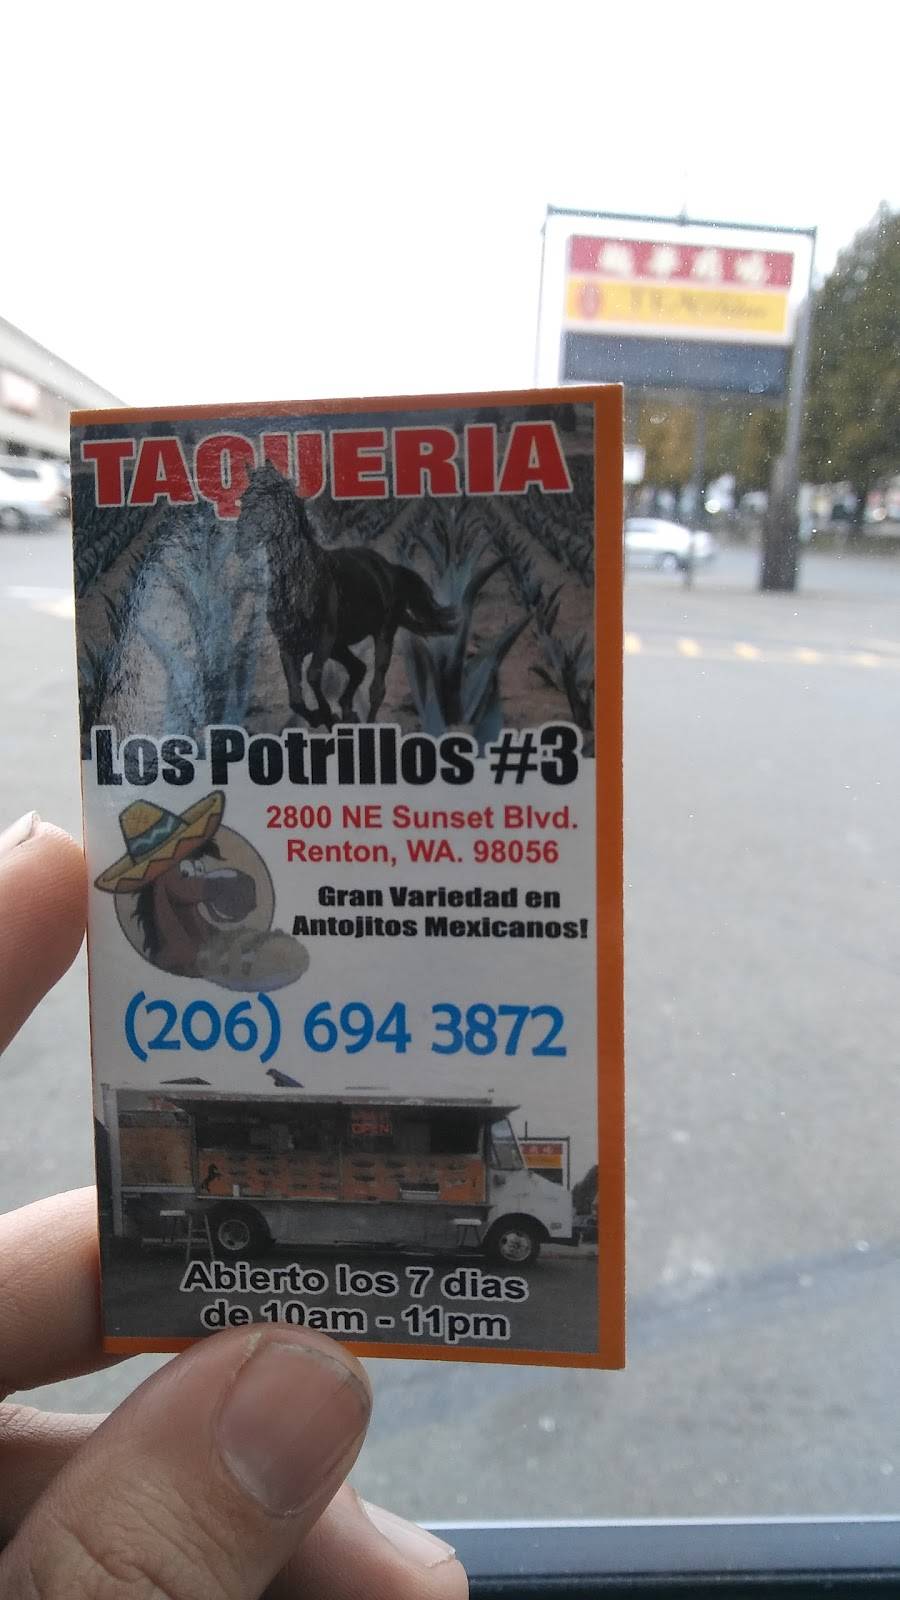 TAQUERIA
Los Potrillos #3
2800 NE Sunset Blvd.
Renton, WA. 98056
Gran Variedad en
Antojitos Mexicanos!
(206) 694 3872
OPEN
Abierto los 7 dias
de 10am - 11pm